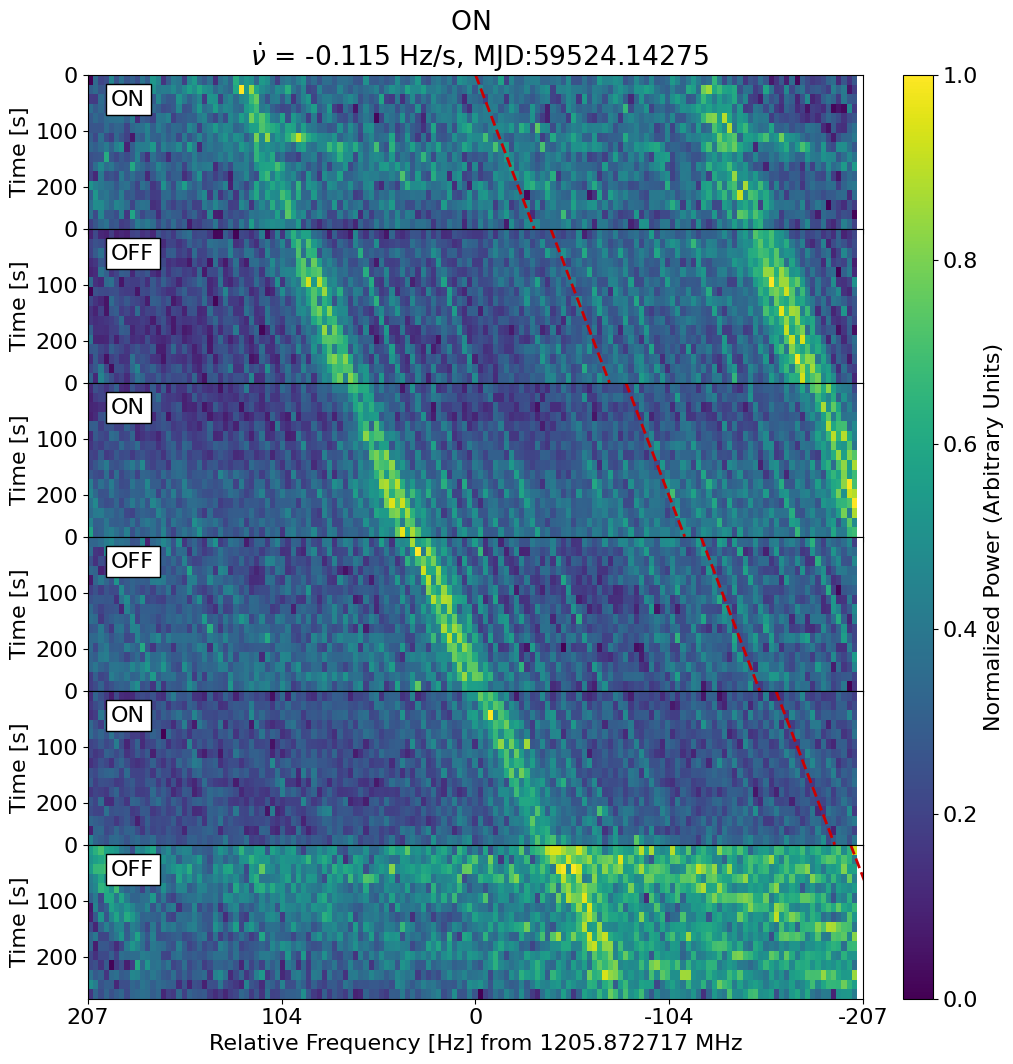 ON
ν̇ = -0.115 Hz/s, MJD:59524.14275
ON
OFF
ON
OFF
ON
OFF
0
100
200
0
100
200
0
100
200
0
100
200
0
100
200
0
100
200
Time [s]
Time [s]
Time [s]
Time [s]
Time [s]
Time [s]
207 104 0 -104 -207
Relative Frequency [Hz] from 1205.872717 MHz
1.0
0.8
0.6
0.4
0.2
0.0
Normalized Power (Arbitrary Units)